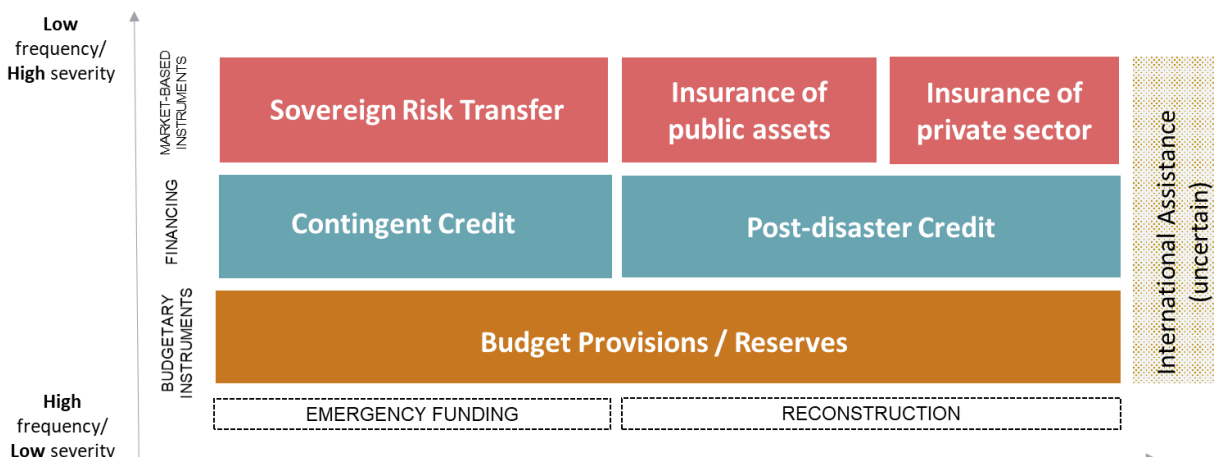 Low
frequency/
High severity
MARKET-BASED
INSTRUMENTS
Sovereign Risk Transfer
Insurance of
public assets
Insurance of
private sector
FINANCING
Contingent Credit
Post-disaster Credit
BUDGETARY
INSTRUMENTS
Budget Provisions / Reserves
International Assistance
(uncertain)
High
frequency/
Low severity
EMERGENCY FUNDING
RECONSTRUCTION